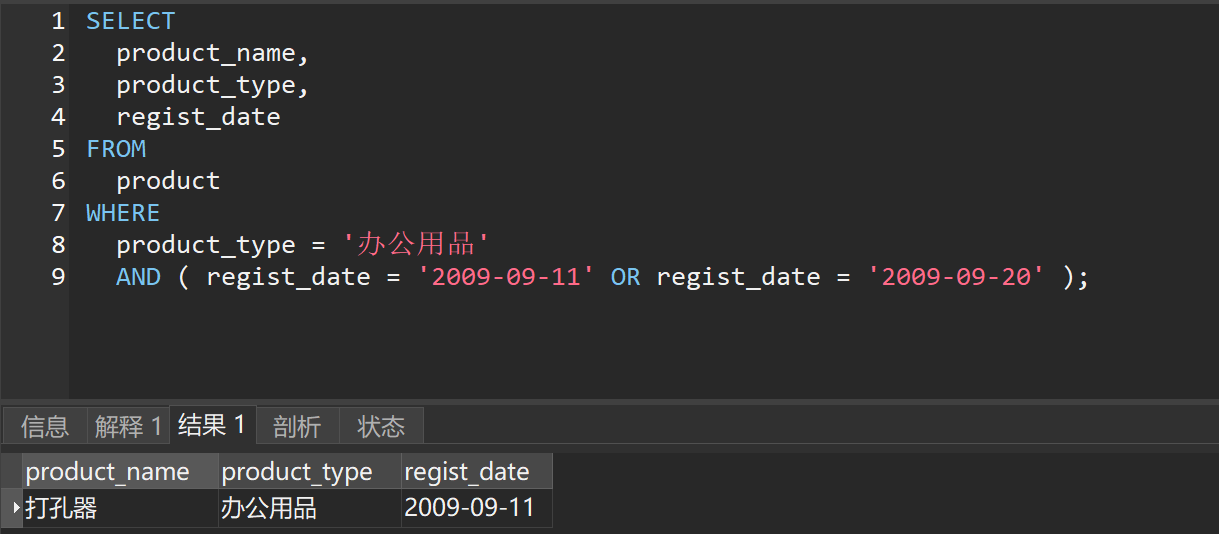 1 SELECT
2 product_name,
3 product_type,
4 regist_date
5 FROM
6 product
7 WHERE
8 product_type = '办公用品'
9 AND ( regist_date = '2009-09-11' OR regist_date = '2009-09-20' );
信息 解释 1 结果 1 剖析 状态
product_name product_type regist_date
打孔器 办公用品 2009-09-11